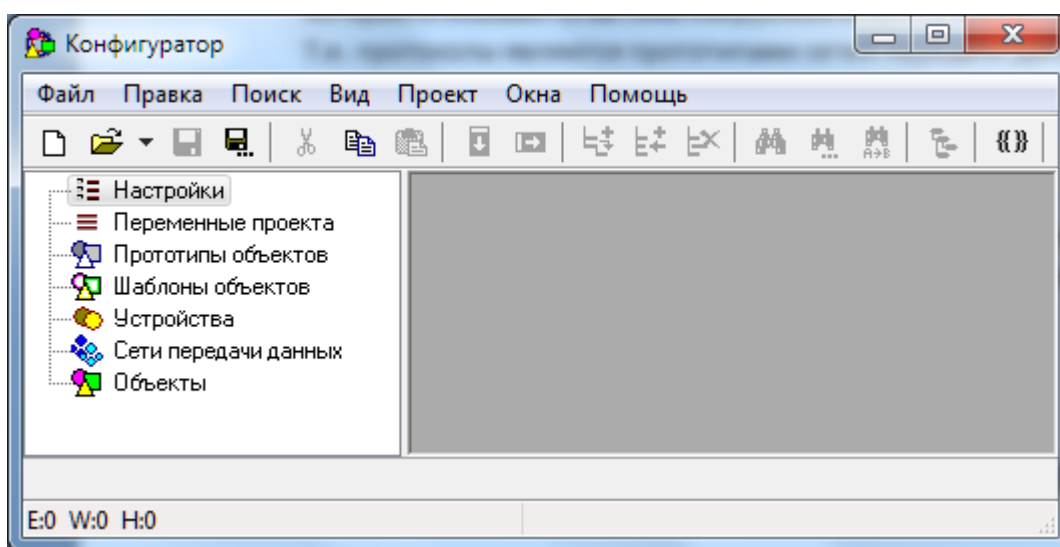 Конфигуратор
Файл Правка Поиск Вид Проект Окна Помощь
A→B
{{ }}
Настройки
Переменные проекта
Прототипы объектов
Шаблоны объектов
Устройства
Сети передачи данных
Объекты
E:0 W:0 H:0